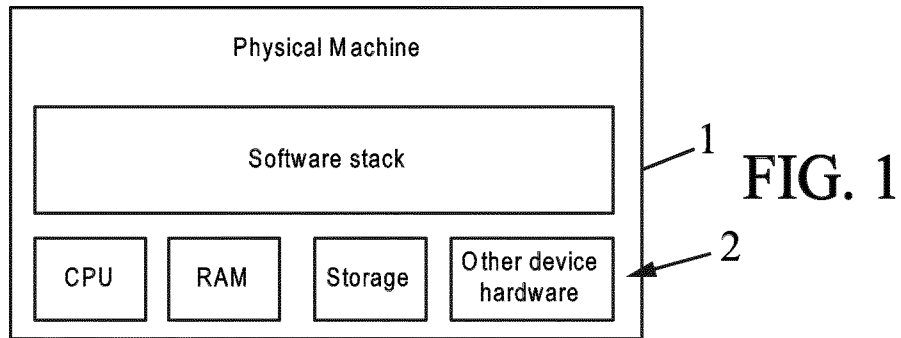 Physical Machine
Software stack
1
FIG. 1
CPU
RAM
Storage
Other device
hardware
2